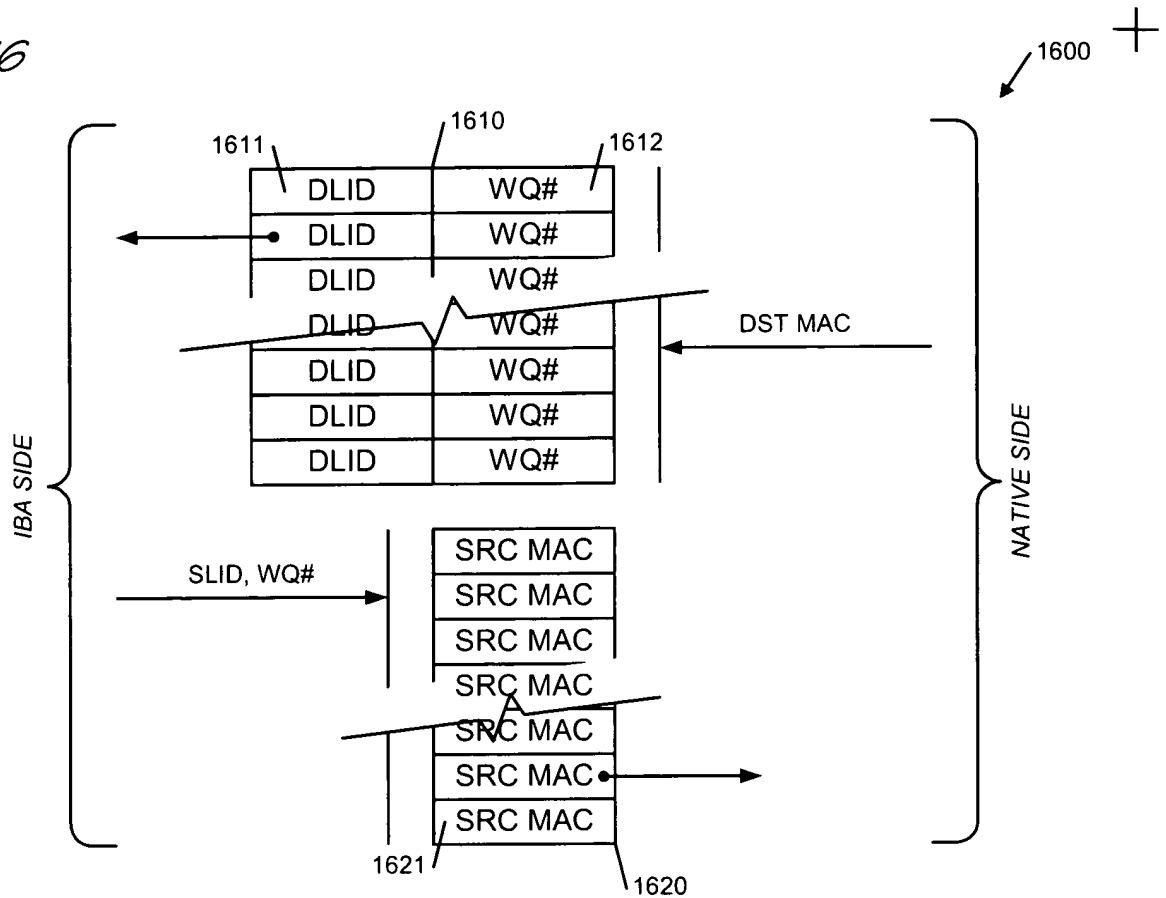 6
1600
1611
1610
1612
DLID WQ#
DLID WQ#
DLID WQ#
DLID WQ#
DLID WQ#
DLID WQ#
DLID WQ#
DST MAC
IBA SIDE
NATIVE SIDE
SLID, WQ#
SRC MAC
SRC MAC
SRC MAC
SRC MAC
SRC MAC
SRC MAC
SRC MAC
1621
1620